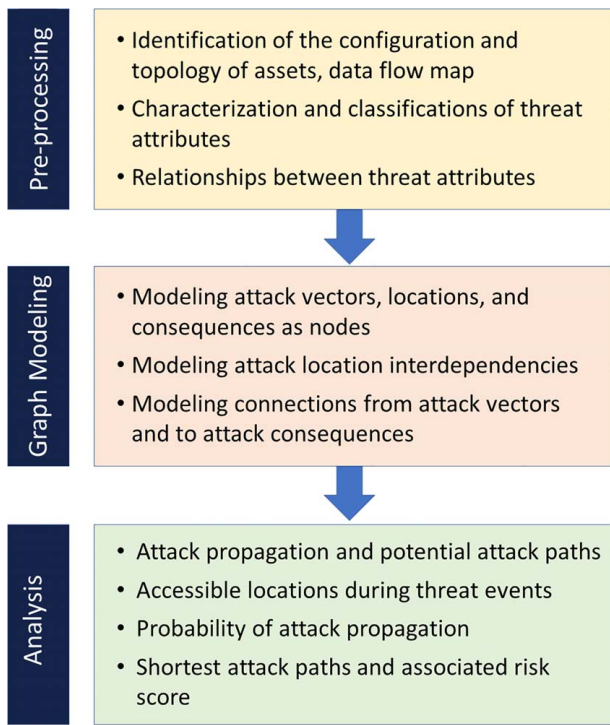 Pre-processing
• Identification of the configuration and
topology of assets, data flow map
• Characterization and classifications of threat
attributes
• Relationships between threat attributes
Graph Modeling
• Modeling attack vectors, locations, and
consequences as nodes
• Modeling attack location interdependencies
• Modeling connections from attack vectors
and to attack consequences
Analysis
• Attack propagation and potential attack paths
• Accessible locations during threat events
• Probability of attack propagation
• Shortest attack paths and associated risk
score